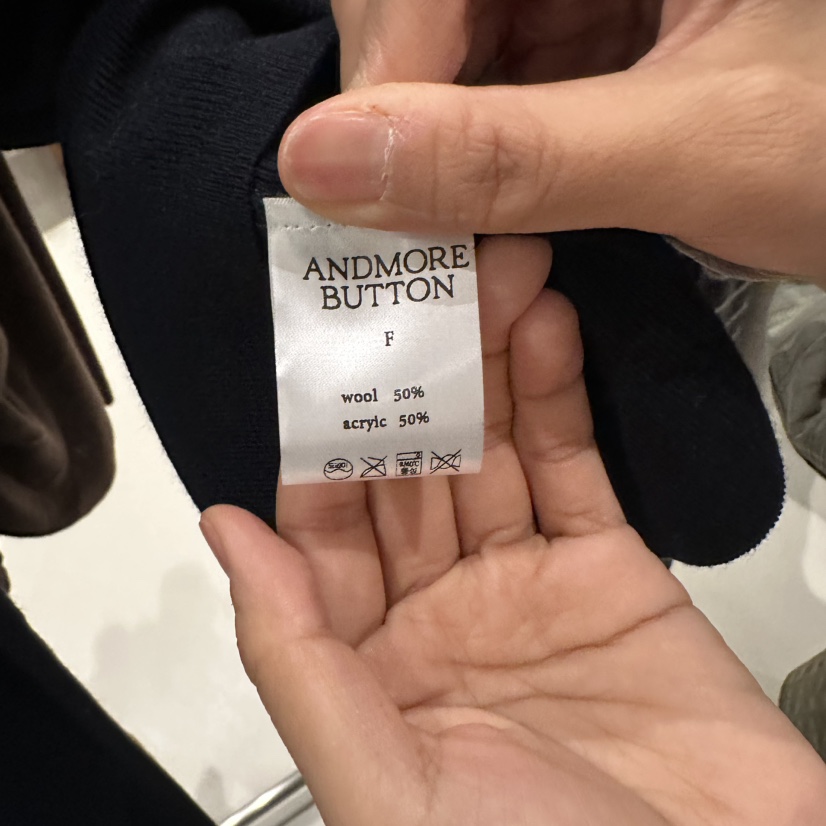 ANDMORE
BUTTON
F
wool 50%
acryic 50%